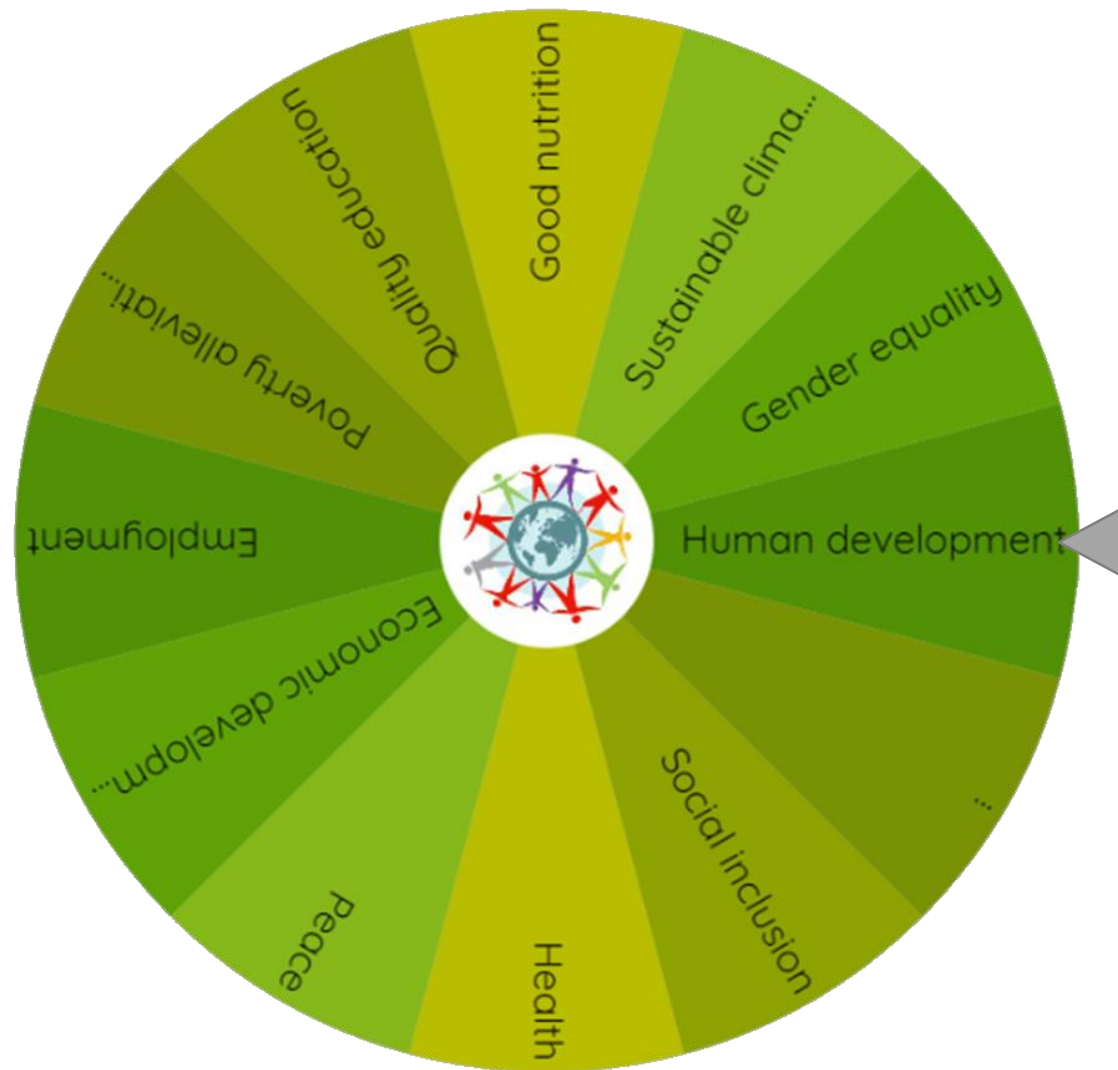 Good nutrition
Sustainable clima...
Gender equality
Human development
...
Social inclusion
Health
Peace
Economic developm...
Employment
Poverty alleviati...
Quality education